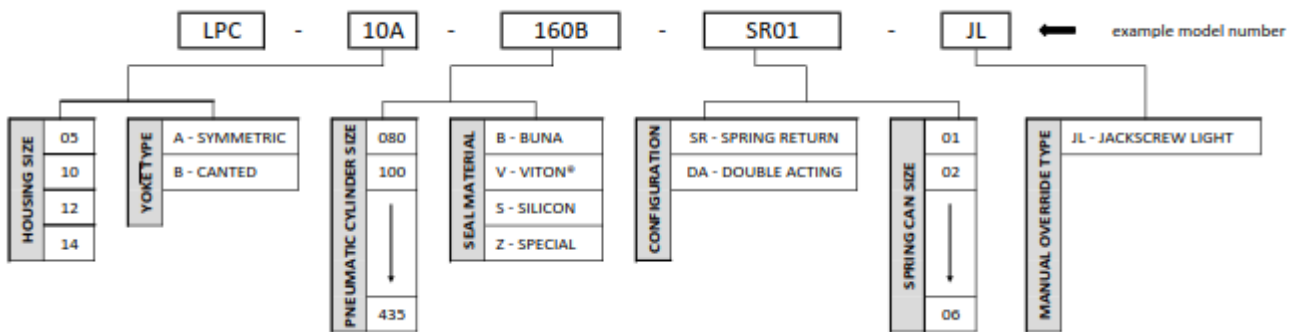 LPC - 10A - 160B - SR01 - JL example model number
HOUSING SIZE
05
10
12
14
YOKE TYPE
A - SYMMETRIC
B - CANTED
PNEUMATIC CYLINDER SIZE
080
100
435
SEAL MATERIAL
B - BUNA
V - VITON®
S - SILICON
Z - SPECIAL
CONFIGURATION
SR - SPRING RETURN
DA - DOUBLE ACTING
SPRING CAN SIZE
01
02
06
MANUAL OVERRIDE TYPE
JL - JACKSCREW LIGHT